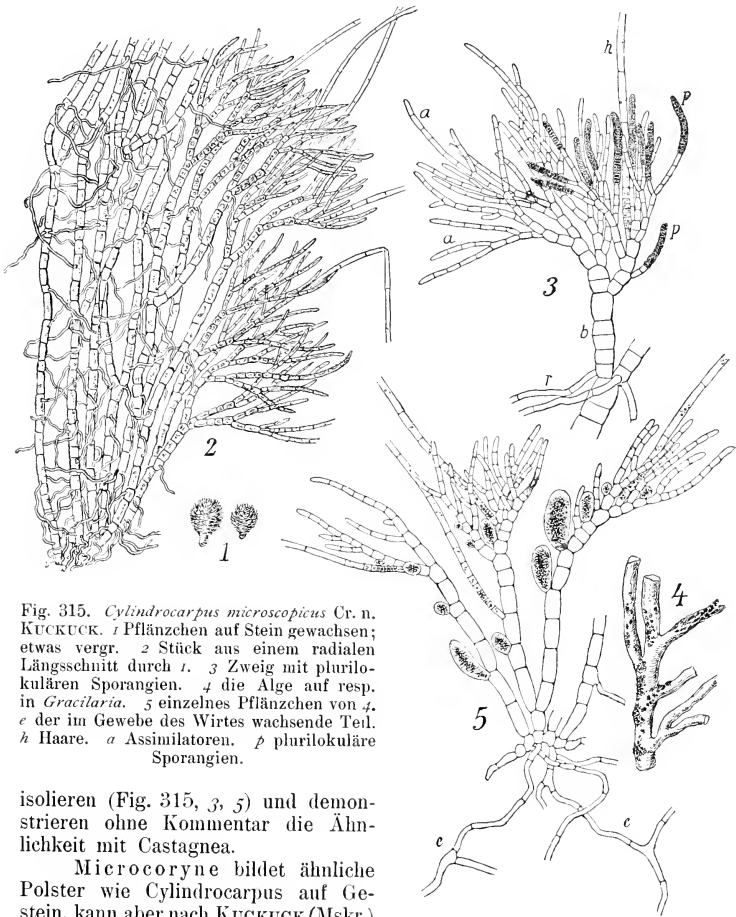 h
p
a
a
p
3
b
r
2
1
4
5
e
e
Fig. 315. Cylindrocarpus microscopicus Cr. n.
KUCKUCK. 1 Pflänzchen auf Stein gewachsen;
etwas vergr. 2 Stück aus einem radialen
Längsschnitt durch 1. 3 Zweig mit plurilo-
kulären Sporangien. 4 die Alge auf resp.
in Gracilaria. 5 einzelnes Pflänzchen von 4.
e der im Gewebe des Wirtes wachsende Teil.
h Haare. a Assimilatoren. p plurilokuläre
Sporangien.
isolieren (Fig. 315, 3, 5) und demon-
strieren ohne Kommentar die Ähn-
lichkeit mit Castagnea.
Microcoryne bildet ähnliche
Polster wie Cylindrocarpus auf Ge-
stein, kann aber nach KUCKUCK (Mskr.)